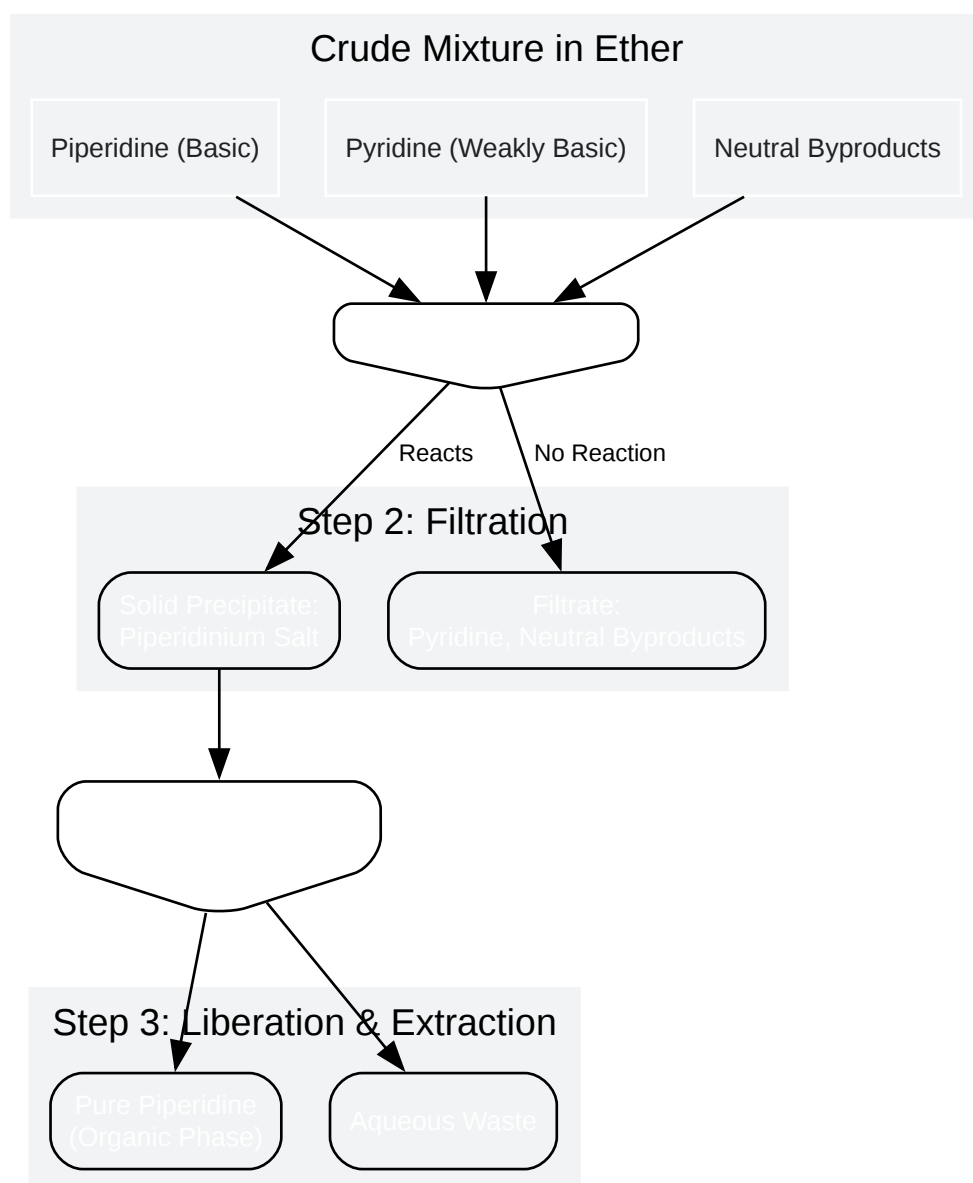 Crude Mixture in Ether
Piperidine (Basic)
Pyridine (Weakly Basic)
Neutral Byproducts
Reacts
No Reaction
Step 2: Filtration
Solid Precipitate:
Piperidinium Salt
Filtrate:
Pyridine, Neutral Byproducts
Step 3: Liberation & Extraction
Pure Piperidine
(Organic Phase)
Aqueous Waste